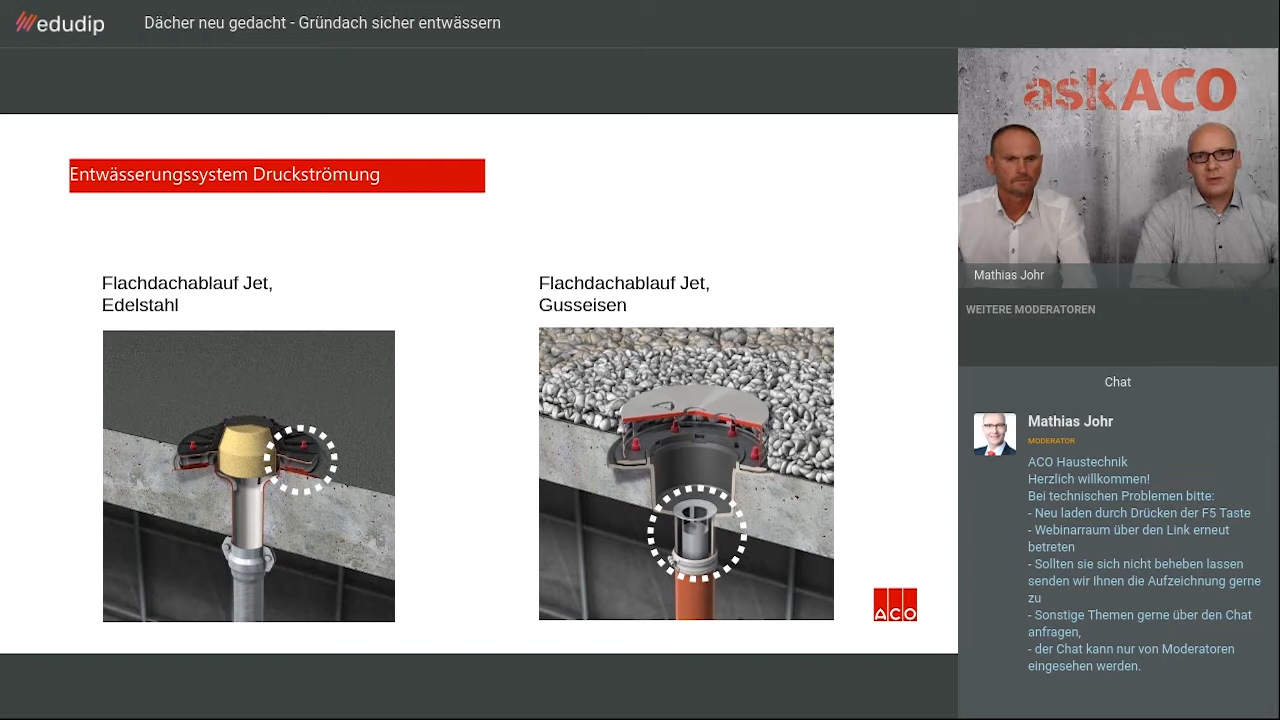 edudip
Dächer neu gedacht - Gründach sicher entwässern
Entwässerungssystem Druckströmung
Flachdachablauf Jet,
Edelstahl
Flachdachablauf Jet,
Gusseisen
ACO
askACO
Mathias Johr
WEITERE MODERATOREN
Chat
Mathias Johr
MODERATOR
ACO Haustechnik
Herzlich willkommen!
Bei technischen Problemen bitte:
- Neu laden durch Drücken der F5 Taste
- Webinarraum über den Link erneut
betreten
- Sollten sie sich nicht beheben lassen
senden wir Ihnen die Aufzeichnung gerne
zu
- Sonstige Themen gerne über den Chat
anfragen,
- der Chat kann nur von Moderatoren
eingesehen werden.